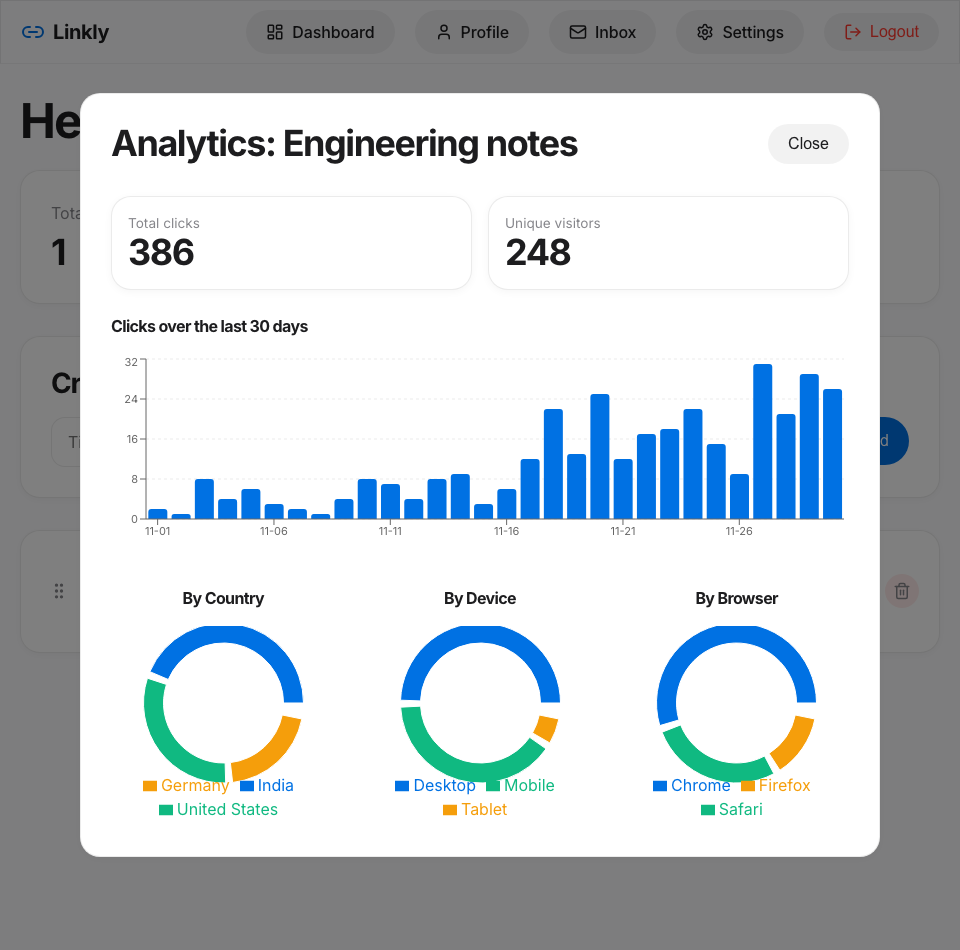 Linkly
Dashboard
Profile
Inbox
Settings
Logout
He
Analytics: Engineering notes
Close
Tota
1
Total clicks
386
Unique visitors
248
Clicks over the last 30 days
Cr
Ti
d
32
24
16
8
0
11-01
11-06
11-11
11-16
11-21
11-26
By Country
By Device
By Browser
Germany
India
United States
Desktop
Mobile
Tablet
Chrome
Firefox
Safari